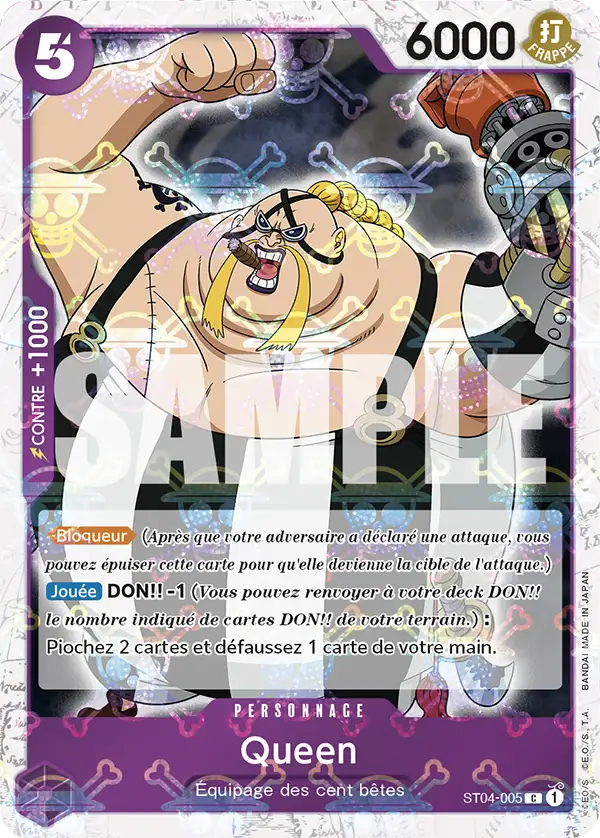 5
6000
打
FRAPPE
CONTRE +1000
SAMPLE
Bloqueur (Après que votre adversaire a déclaré une attaque, vous
pouvez épuiser cette carte pour qu'elle devienne la cible de l'attaque.)
Jouée DON!! -1 (Vous pouvez renvoyer à votre deck DON!!
le nombre indiqué de cartes DON!! de votre terrain.) :
Piochez 2 cartes et défaussez 1 carte de votre main.
PERSONNAGE
Queen
Équipage des cent bêtes
ST04-005 C 1
©E.O./S. ©E.O./S., T.A. BANDAI MADE IN JAPAN